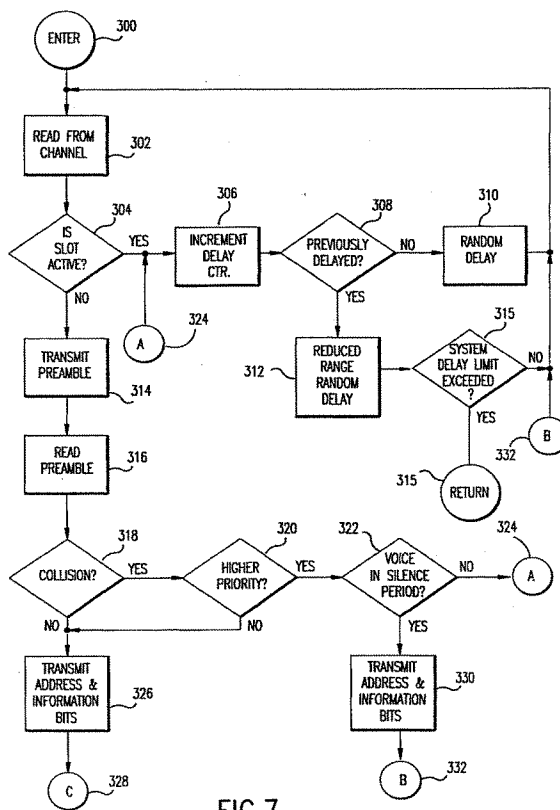 ENTER
300
READ FROM
CHANNEL
302
IS
SLOT
ACTIVE?
304
YES
NO
306
INCREMENT
DELAY
CTR.
308
PREVIOUSLY
DELAYED?
NO
YES
310
RANDOM
DELAY
A
324
312
REDUCED
RANGE
RANDOM
DELAY
315
SYSTEM
DELAY LIMIT
EXCEEDED
?
NO
YES
B
332
315
RETURN
TRANSMIT
PREAMBLE
314
READ
PREAMBLE
316
318
COLLISION?
YES
NO
320
HIGHER
PRIORITY?
YES
NO
322
VOICE
IN SILENCE
PERIOD?
NO
YES
324
A
TRANSMIT
ADDRESS &
INFORMATION
BITS
326
TRANSMIT
ADDRESS &
INFORMATION
BITS
330
C
328
B
332
FIG.7